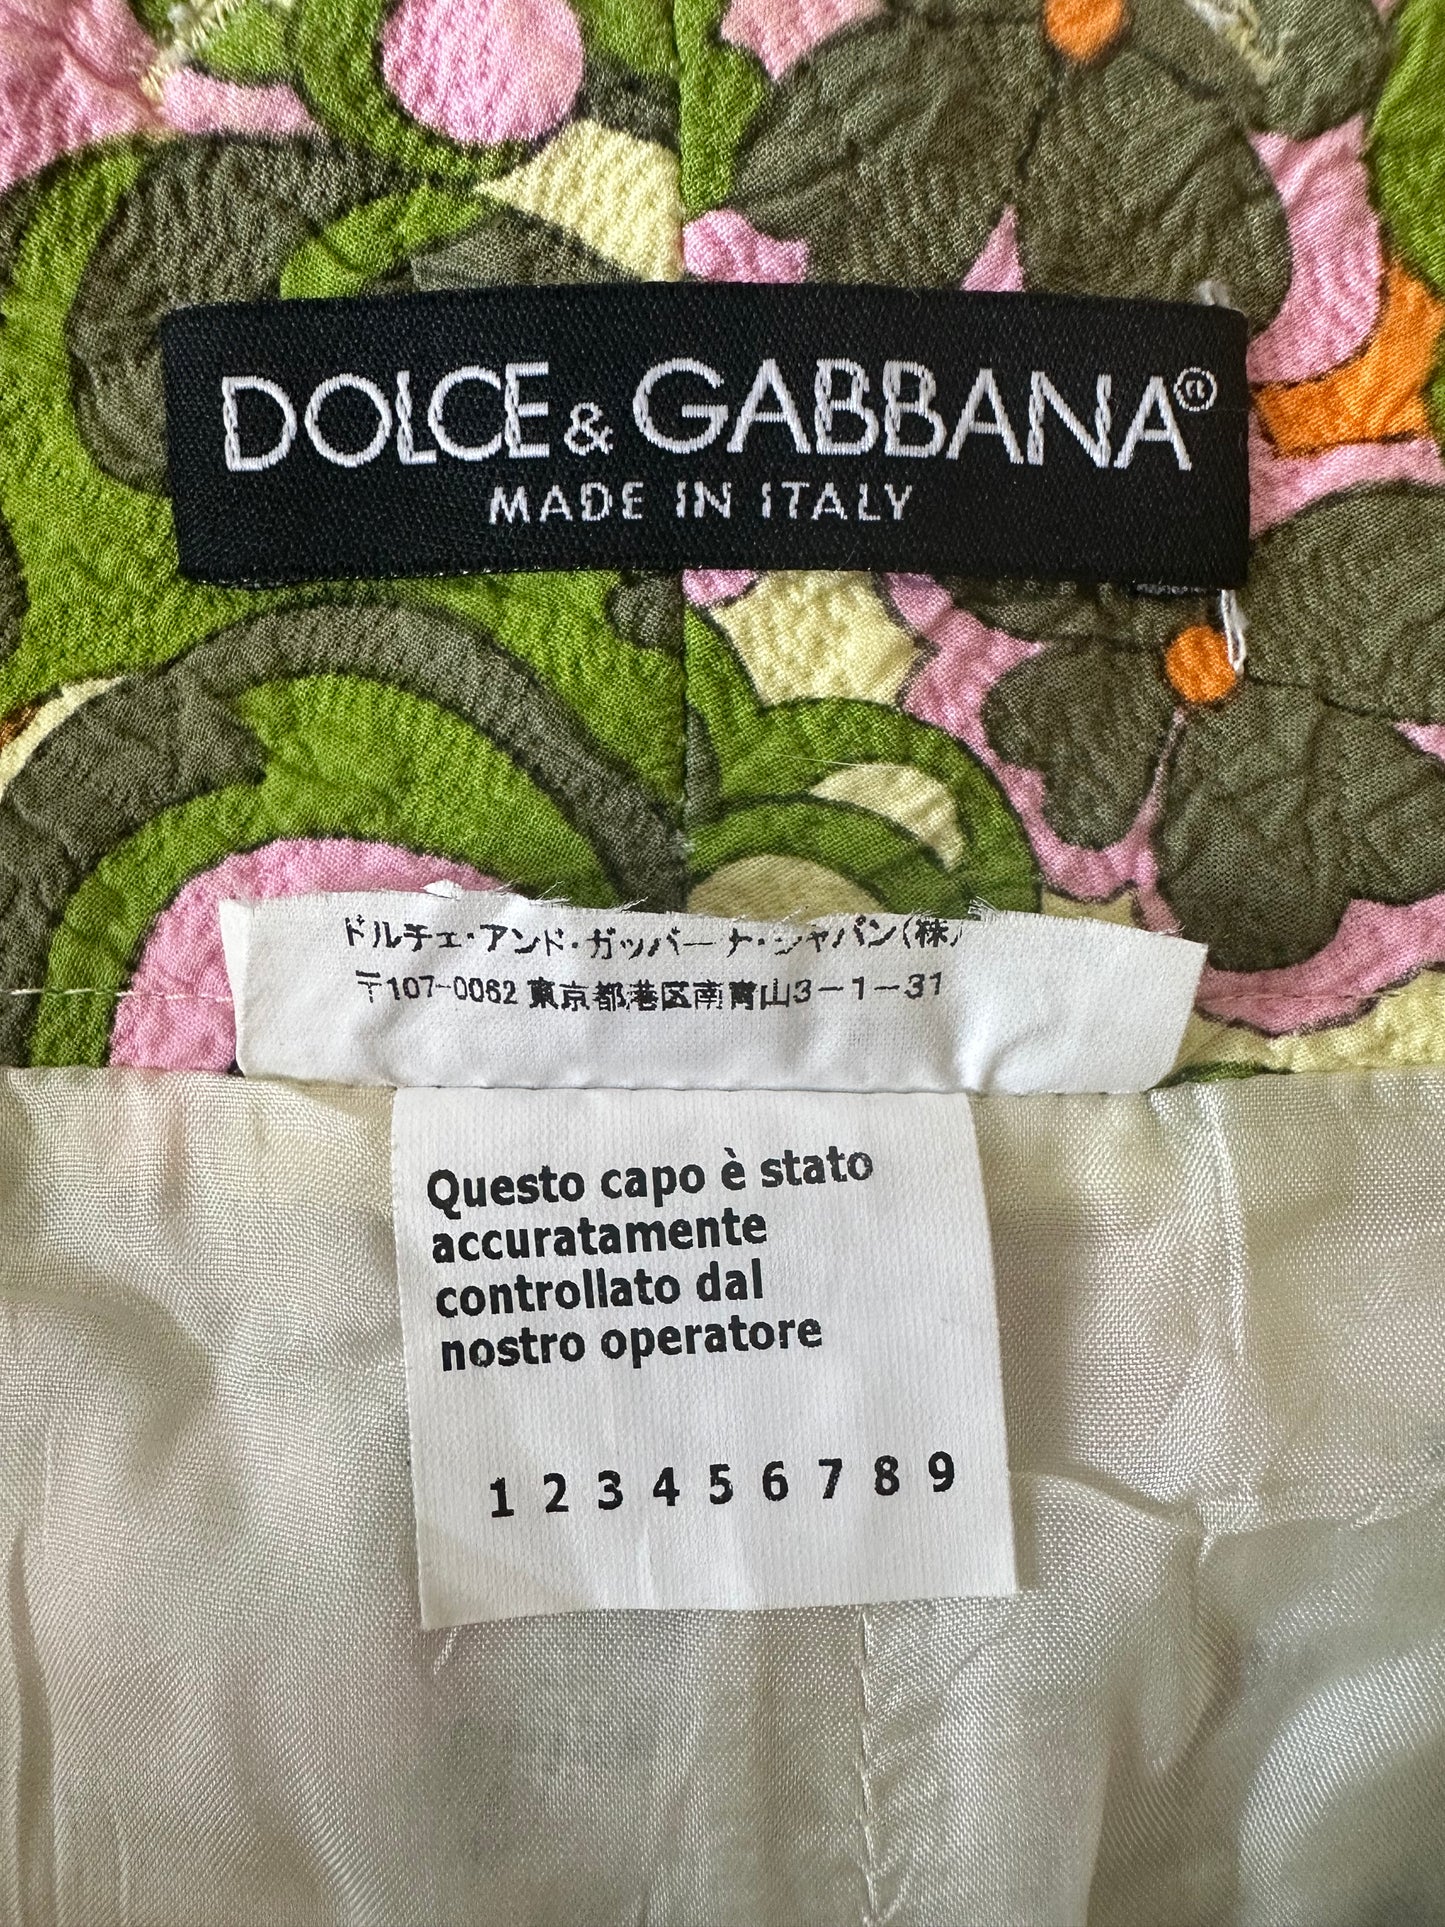 DOLCE & GABBANA®
MADE IN ITALY
ドルチェ・アンド・ガッバーナ・ジャパン(株)
〒107-0062 東京都港区南青山3-1-31
Questo capo è stato
accuratamente
controllato dal
nostro operatore
1 2 3 4 5 6 7 8 9